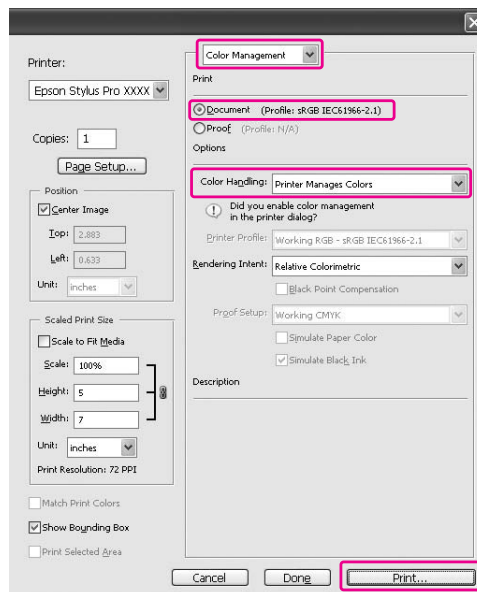 Printer:
Epson Stylus Pro XXXX
Copies: 1
Page Setup...
Position
Center Image
Top: 2.883
Left: 0.633
Unit: inches
Scaled Print Size
Scale to Fit Media
Scale: 100%
Height: 5
Width: 7
Unit: inches
Print Resolution: 72 PPI
Match Print Colors
Show Bounding Box
Print Selected Area
Color Management
Print
Document (Profile: sRGB IEC61966-2.1)
Proof (Profile: N/A)
Options
Color Handling: Printer Manages Colors
Did you enable color management
in the printer dialog?
Printer Profile: Working RGB - sRGB IEC61966-2.1
Rendering Intent: Relative Colorimetric
Black Point Compensation
Proof Setup: Working CMYK
Simulate Paper Color
Simulate Black Ink
Description
Cancel Done Print...